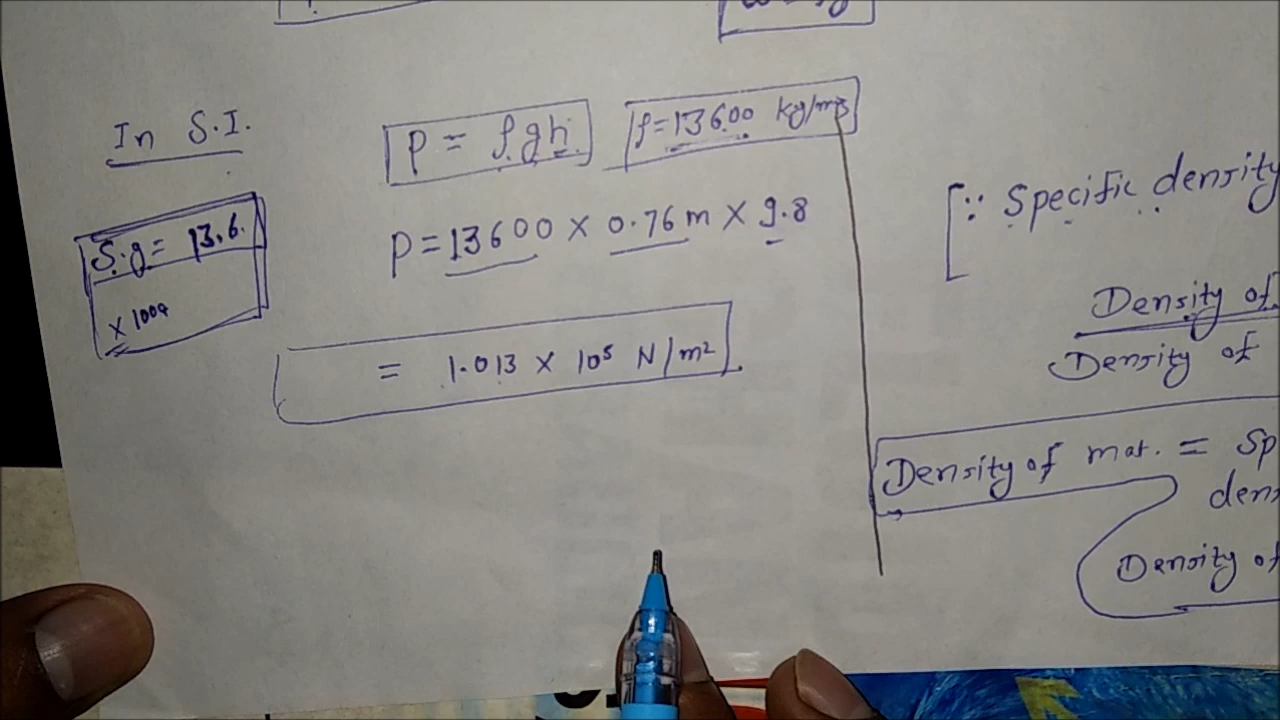 In S.I.
P = ρgh
ρ=13600 kg/m³
S.g = 13.6
× 1000
P = 13600 × 0.76 m × 9.8
= 1.013 × 10⁵ N/m²
[∵ Specific density
Density of
Density of
Density of mat. = Sp
dens
Density of